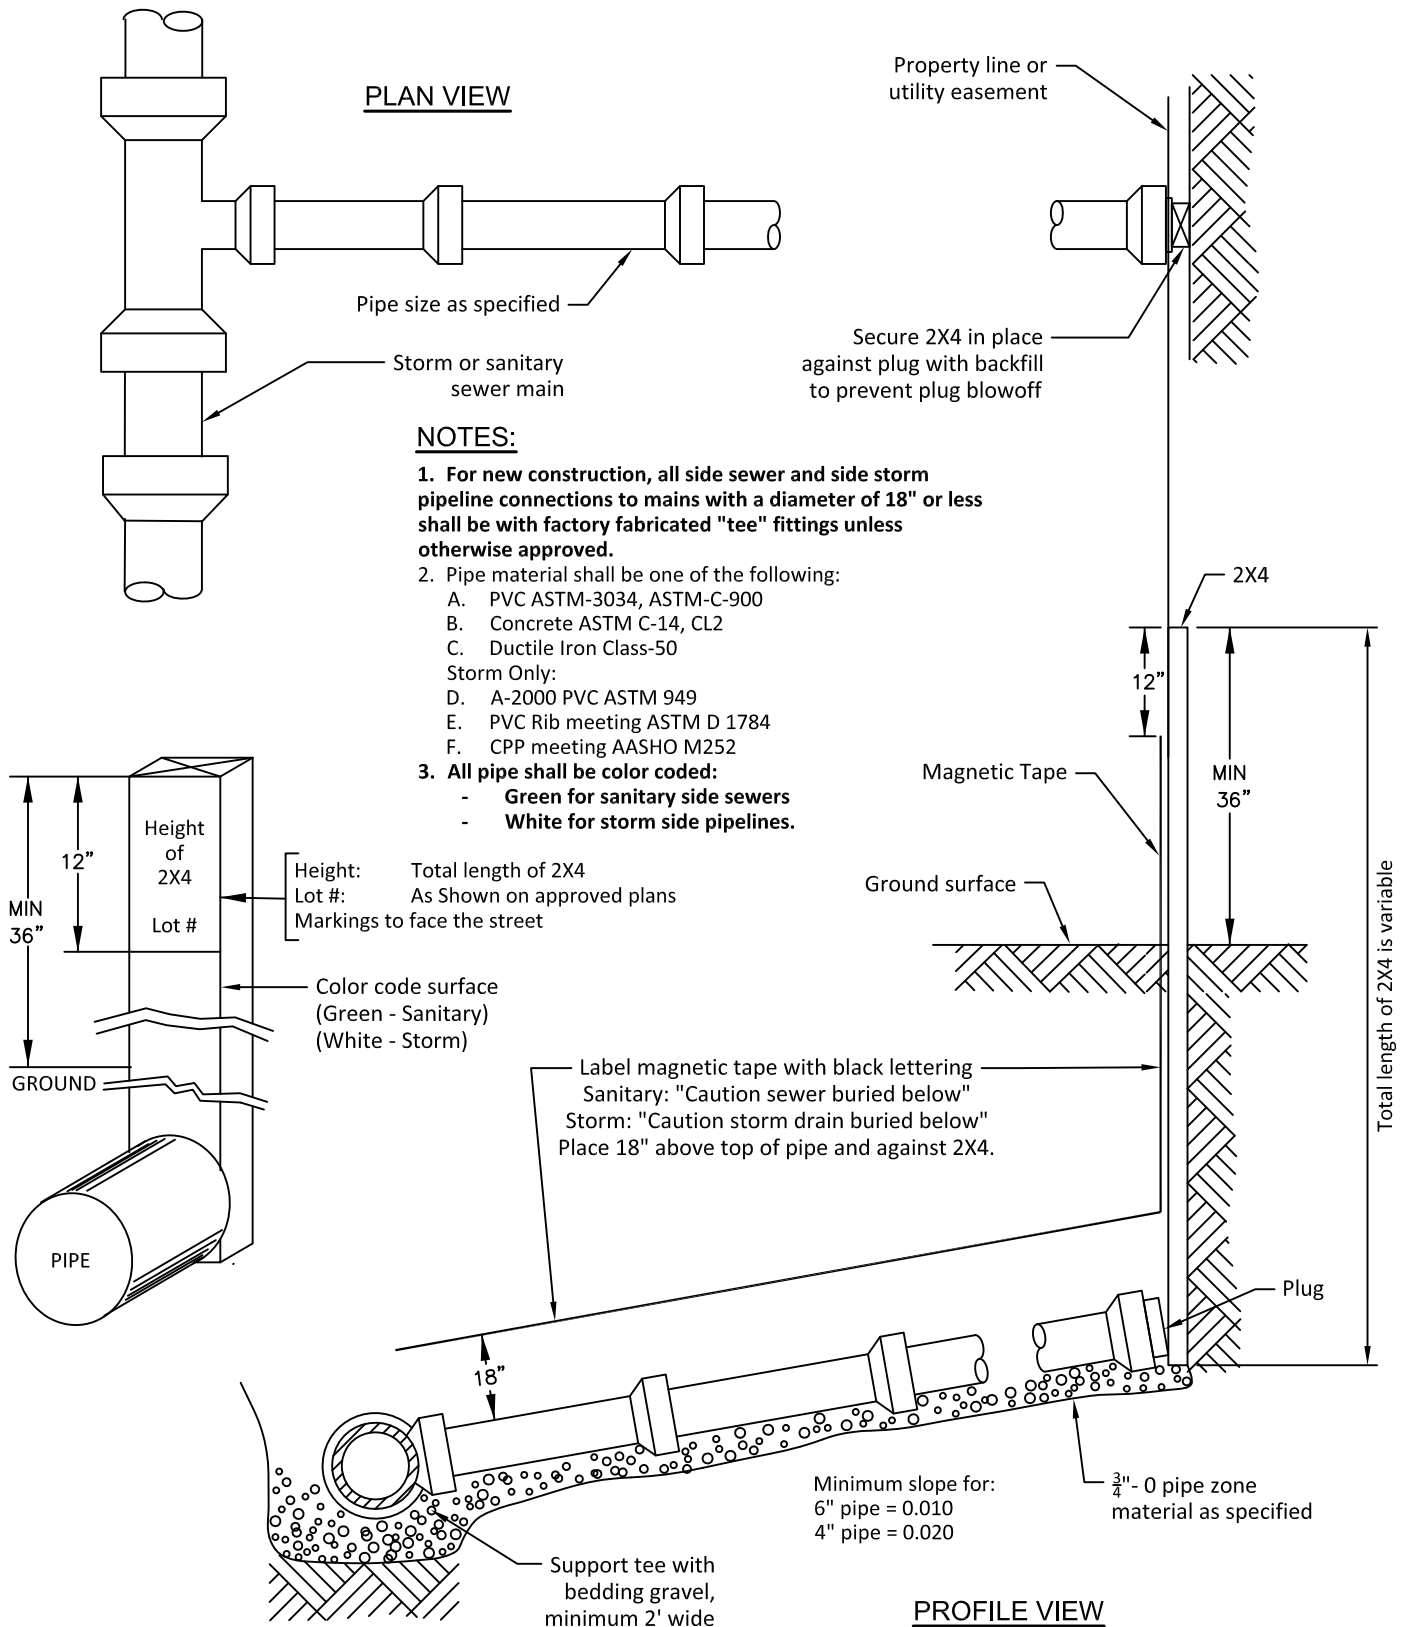 PLAN VIEW
Property line or
utility easement
Pipe size as specified
Storm or sanitary
sewer main
Secure 2X4 in place
against plug with backfill
to prevent plug blowoff
NOTES:
1. For new construction, all side sewer and side storm
pipeline connections to mains with a diameter of 18" or less
shall be with factory fabricated "tee" fittings unless
otherwise approved.
2. Pipe material shall be one of the following:
A. PVC ASTM-3034, ASTM-C-900
B. Concrete ASTM C-14, CL2
C. Ductile Iron Class-50
Storm Only:
D. A-2000 PVC ASTM 949
E. PVC Rib meeting ASTM D 1784
F. CPP meeting AASHO M252
3. All pipe shall be color coded:
- Green for sanitary side sewers
- White for storm side pipelines.
2X4
12"
MIN
36"
Magnetic Tape
Ground surface
Total length of 2X4 is variable
Height
of
2X4
Lot #
12"
MIN
36"
Height: Total length of 2X4
Lot #: As Shown on approved plans
Markings to face the street
Color code surface
(Green - Sanitary)
(White - Storm)
GROUND
PIPE
Label magnetic tape with black lettering
Sanitary: "Caution sewer buried below"
Storm: "Caution storm drain buried below"
Place 18" above top of pipe and against 2X4.
Plug
18"
Minimum slope for:
6" pipe = 0.010
4" pipe = 0.020
3/4"- 0 pipe zone
material as specified
Support tee with
bedding gravel,
minimum 2' wide
PROFILE VIEW